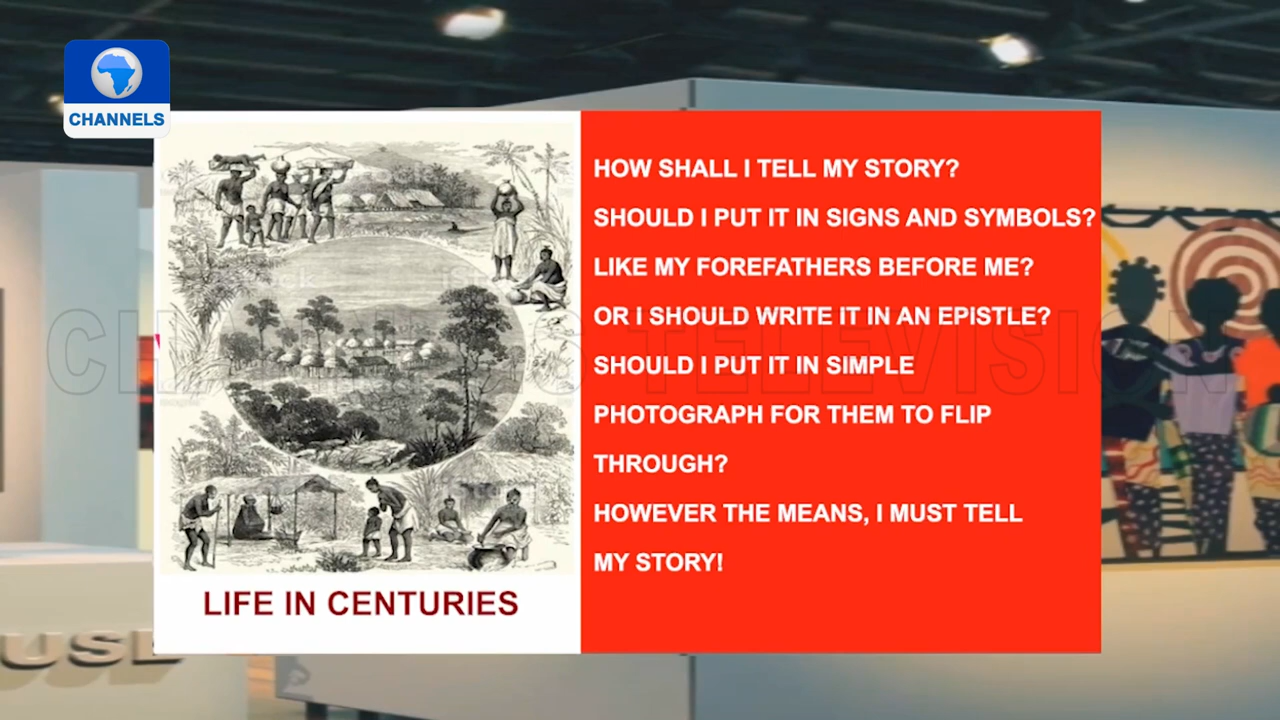 CHANNELS
HOW SHALL I TELL MY STORY?
SHOULD I PUT IT IN SIGNS AND SYMBOLS?
LIKE MY FOREFATHERS BEFORE ME?
OR I SHOULD WRITE IT IN AN EPISTLE?
SHOULD I PUT IT IN SIMPLE
PHOTOGRAPH FOR THEM TO FLIP
THROUGH?
HOWEVER THE MEANS, I MUST TELL
MY STORY!
LIFE IN CENTURIES
CHANNELS TELEVISION